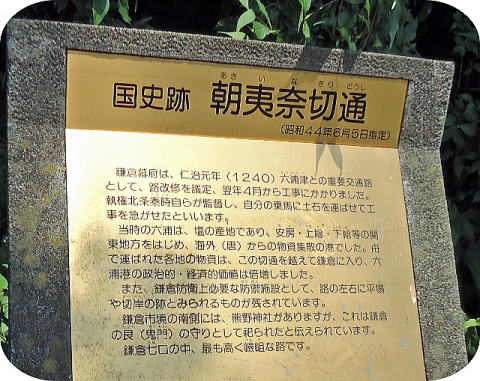 あさいなきりどうし
国史跡 朝夷奈切通
（昭和44年6月5日指定）
鎌倉幕府は、仁治元年（1240）六浦津との重要交通路
として、路改修を議定、翌年4月から工事にかかりました。
執権北条泰時自らが監督し、自分の乗馬に土石を運ばせて工
事を急がせたといいます。
当時の六浦は、塩の産地であり、安房・上総・下総等の関
東地方をはじめ、海外（唐）からの物資集散の港でした。舟
で運ばれた各地の物資は、この切通を越えて鎌倉に入り、六
浦港の政治的・経済的価値は倍増しました。
また、鎌倉防衛上必要な防禦施設として、路の左右に平場
や切岸の跡とみられるものが残されています。
鎌倉市境の南側には、熊野神社がありますが、これは鎌倉
の艮（鬼門）の守りとして祀られたと伝えられています。
鎌倉七口の中、最も高く嶮岨な路です。